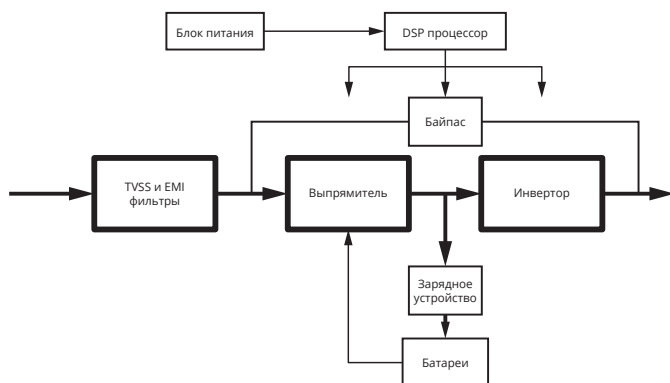 Блок питания
DSP процессор
Байпас
TVSS и EMI
фильтры
Выпрямитель
Инвертор
Зарядное
устройство
Батареи